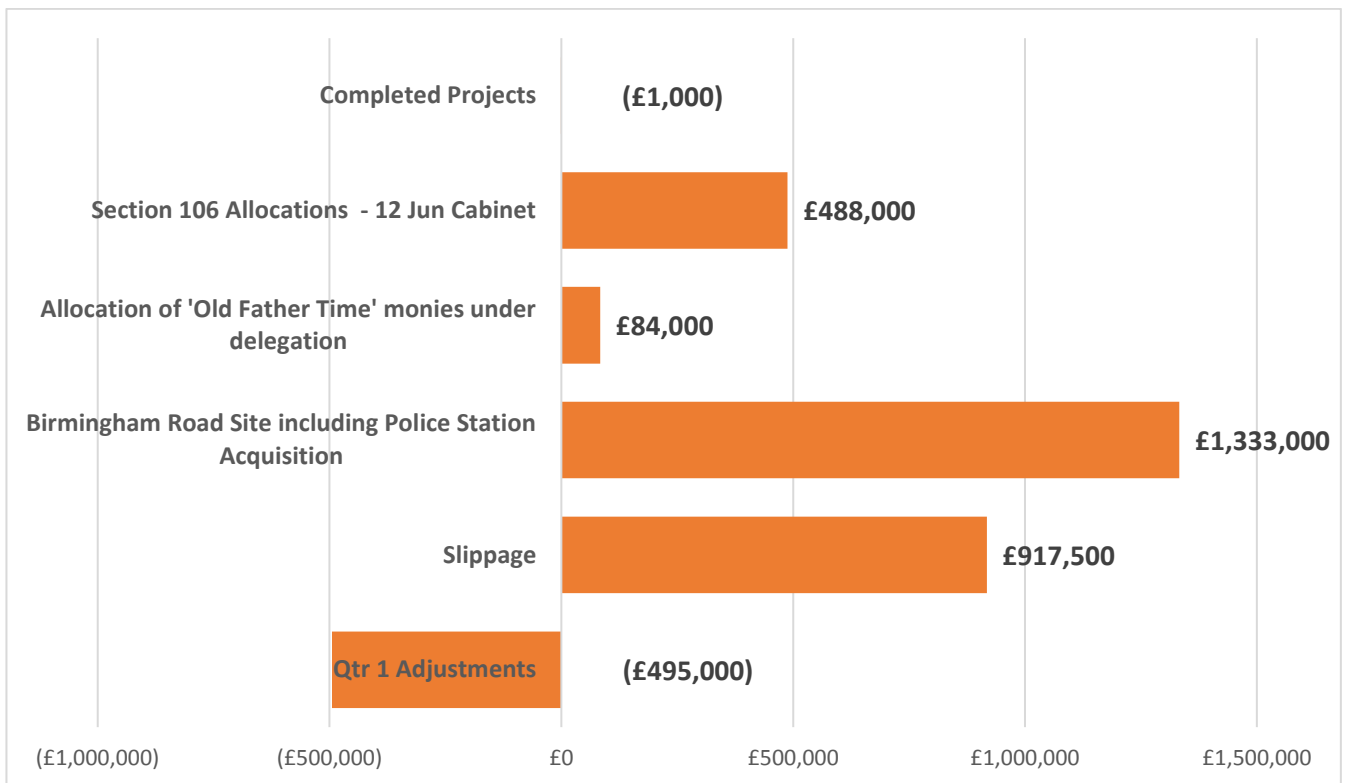 Completed Projects (£1,000)
Section 106 Allocations - 12 Jun Cabinet £488,000
Allocation of 'Old Father Time' monies under
delegation
£84,000
Birmingham Road Site including Police Station
Acquisition
£1,333,000
Slippage £917,500
Qtr 1 Adjustments (£495,000)
(£1,000,000) (£500,000) £0 £500,000 £1,000,000 £1,500,000